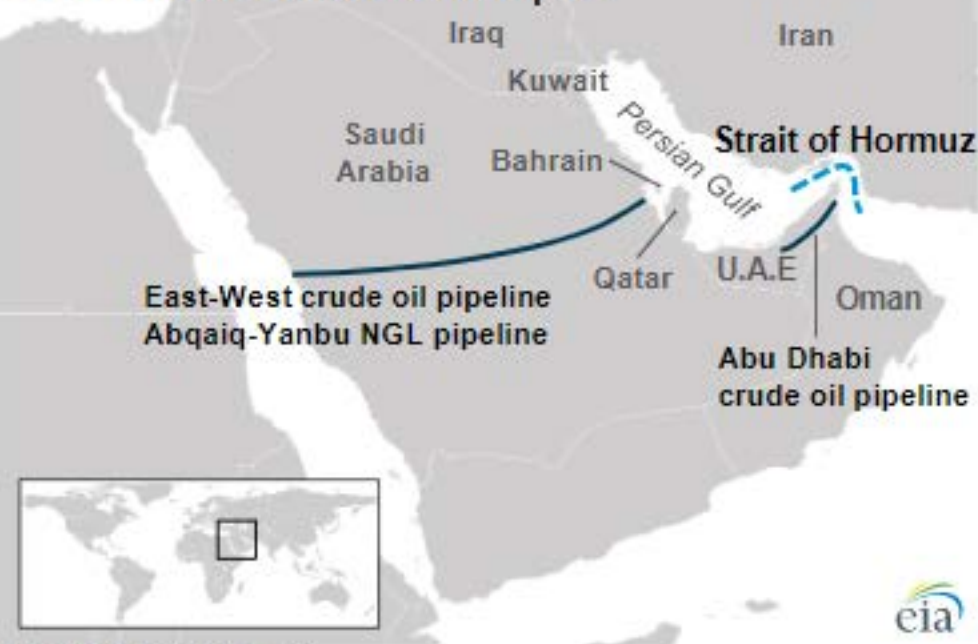 Iraq
Iran
Kuwait
Persian Gulf
Strait of Hormuz
Saudi
Arabia
Bahrain
Qatar
U.A.E
Oman
East-West crude oil pipeline
Abqaiq-Yanbu NGL pipeline
Abu Dhabi
crude oil pipeline
eia